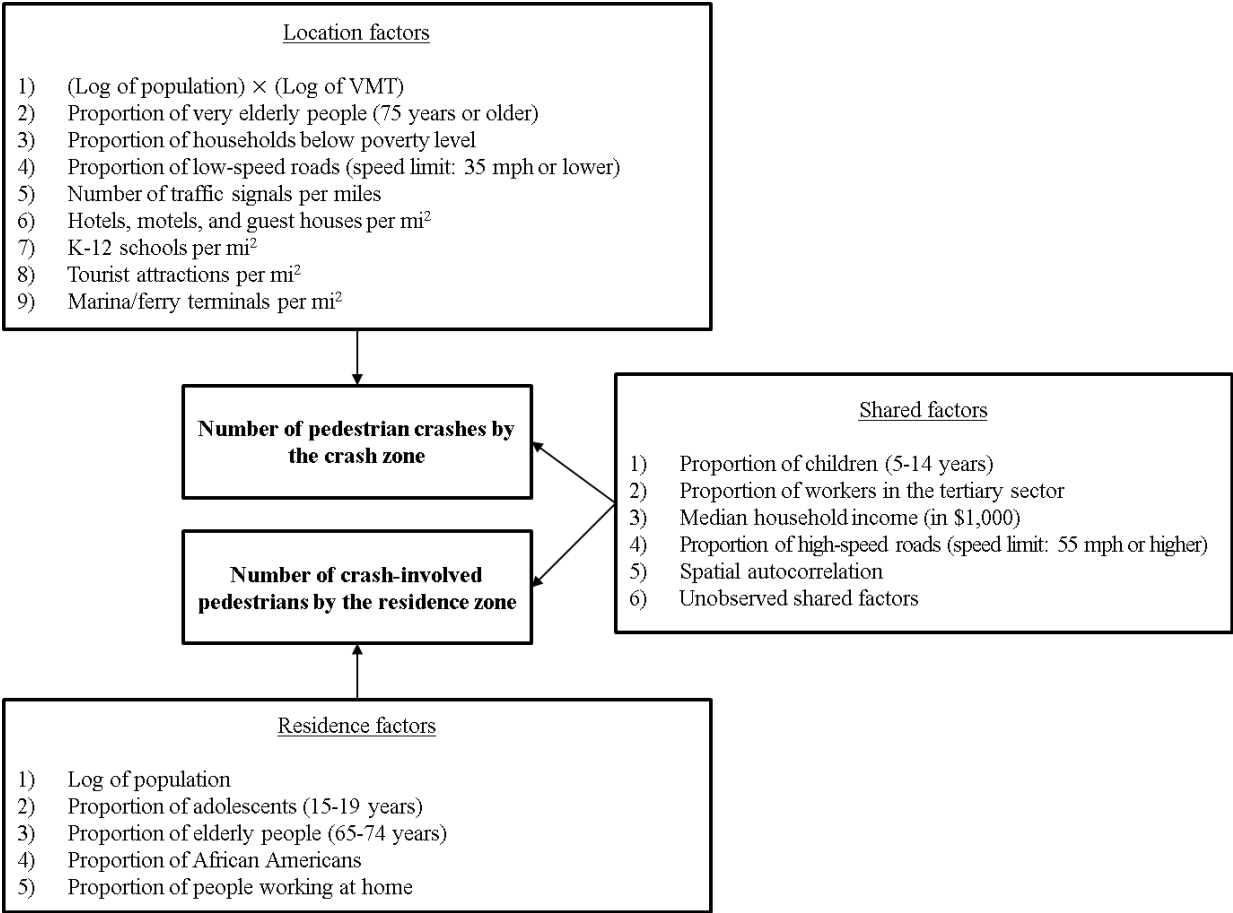 Location factors
1) (Log of population) × (Log of VMT)
2) Proportion of very elderly people (75 years or older)
3) Proportion of households below poverty level
4) Proportion of low-speed roads (speed limit: 35 mph or lower)
5) Number of traffic signals per miles
6) Hotels, motels, and guest houses per mi²
7) K-12 schools per mi²
8) Tourist attractions per mi²
9) Marina/ferry terminals per mi²
Number of pedestrian crashes by
the crash zone
Number of crash-involved
pedestrians by the residence zone
Shared factors
1) Proportion of children (5-14 years)
2) Proportion of workers in the tertiary sector
3) Median household income (in $1,000)
4) Proportion of high-speed roads (speed limit: 55 mph or higher)
5) Spatial autocorrelation
6) Unobserved shared factors
Residence factors
1) Log of population
2) Proportion of adolescents (15-19 years)
3) Proportion of elderly people (65-74 years)
4) Proportion of African Americans
5) Proportion of people working at home